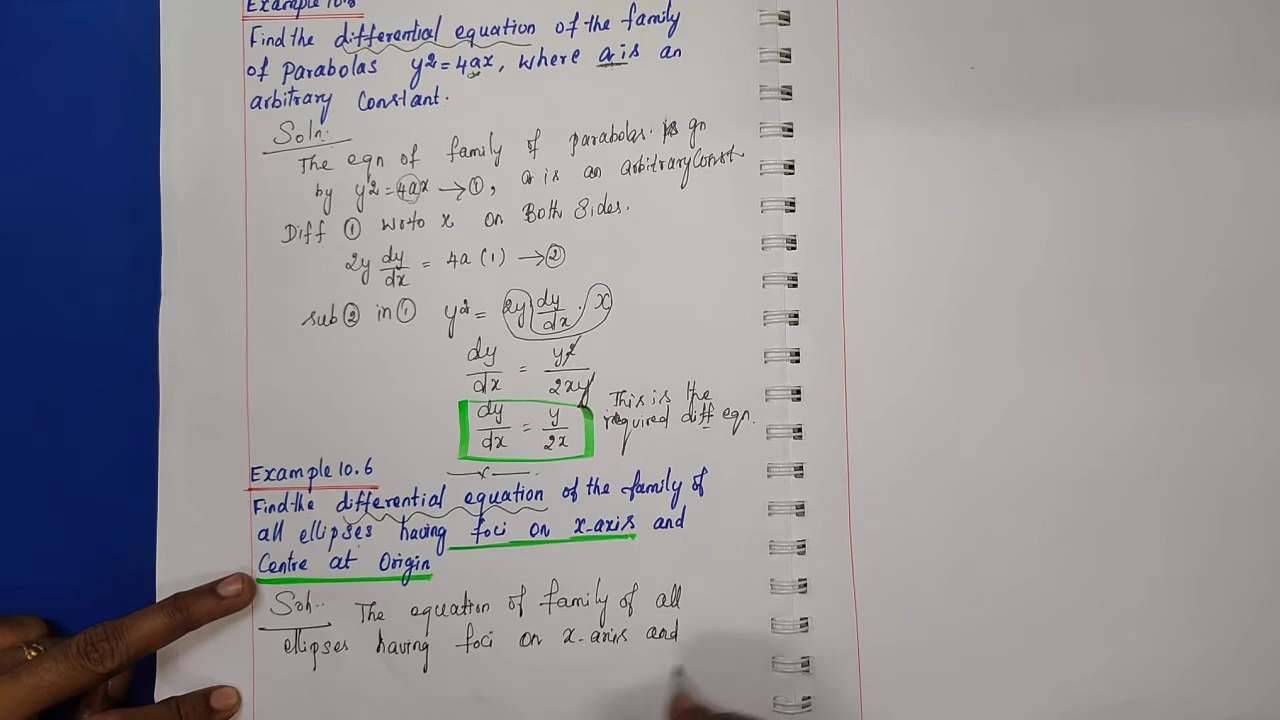 Example 10.
Find the differential equation of the family
of parabolas y² = 4ax, where a is an
arbitrary Constant.
Soln:
The eqn of family of parabolas is gn
by y² = 4ax → ①, a is an arbitrary Const
Diff ① w.r.to x on Both Sides.
2y dy/dx = 4a (1) → ②
Sub ② in ① y² = 2y dy/dx · x
dy/dx = y²/2xy
dy/dx = y/2x This is the
required diff eqn.
x
Example 10.6
Find the differential equation of the family of
all ellipses having foci on x-axis and
Centre at Origin
Soln..
The equation of family of all
ellipses having foci on x-axis and